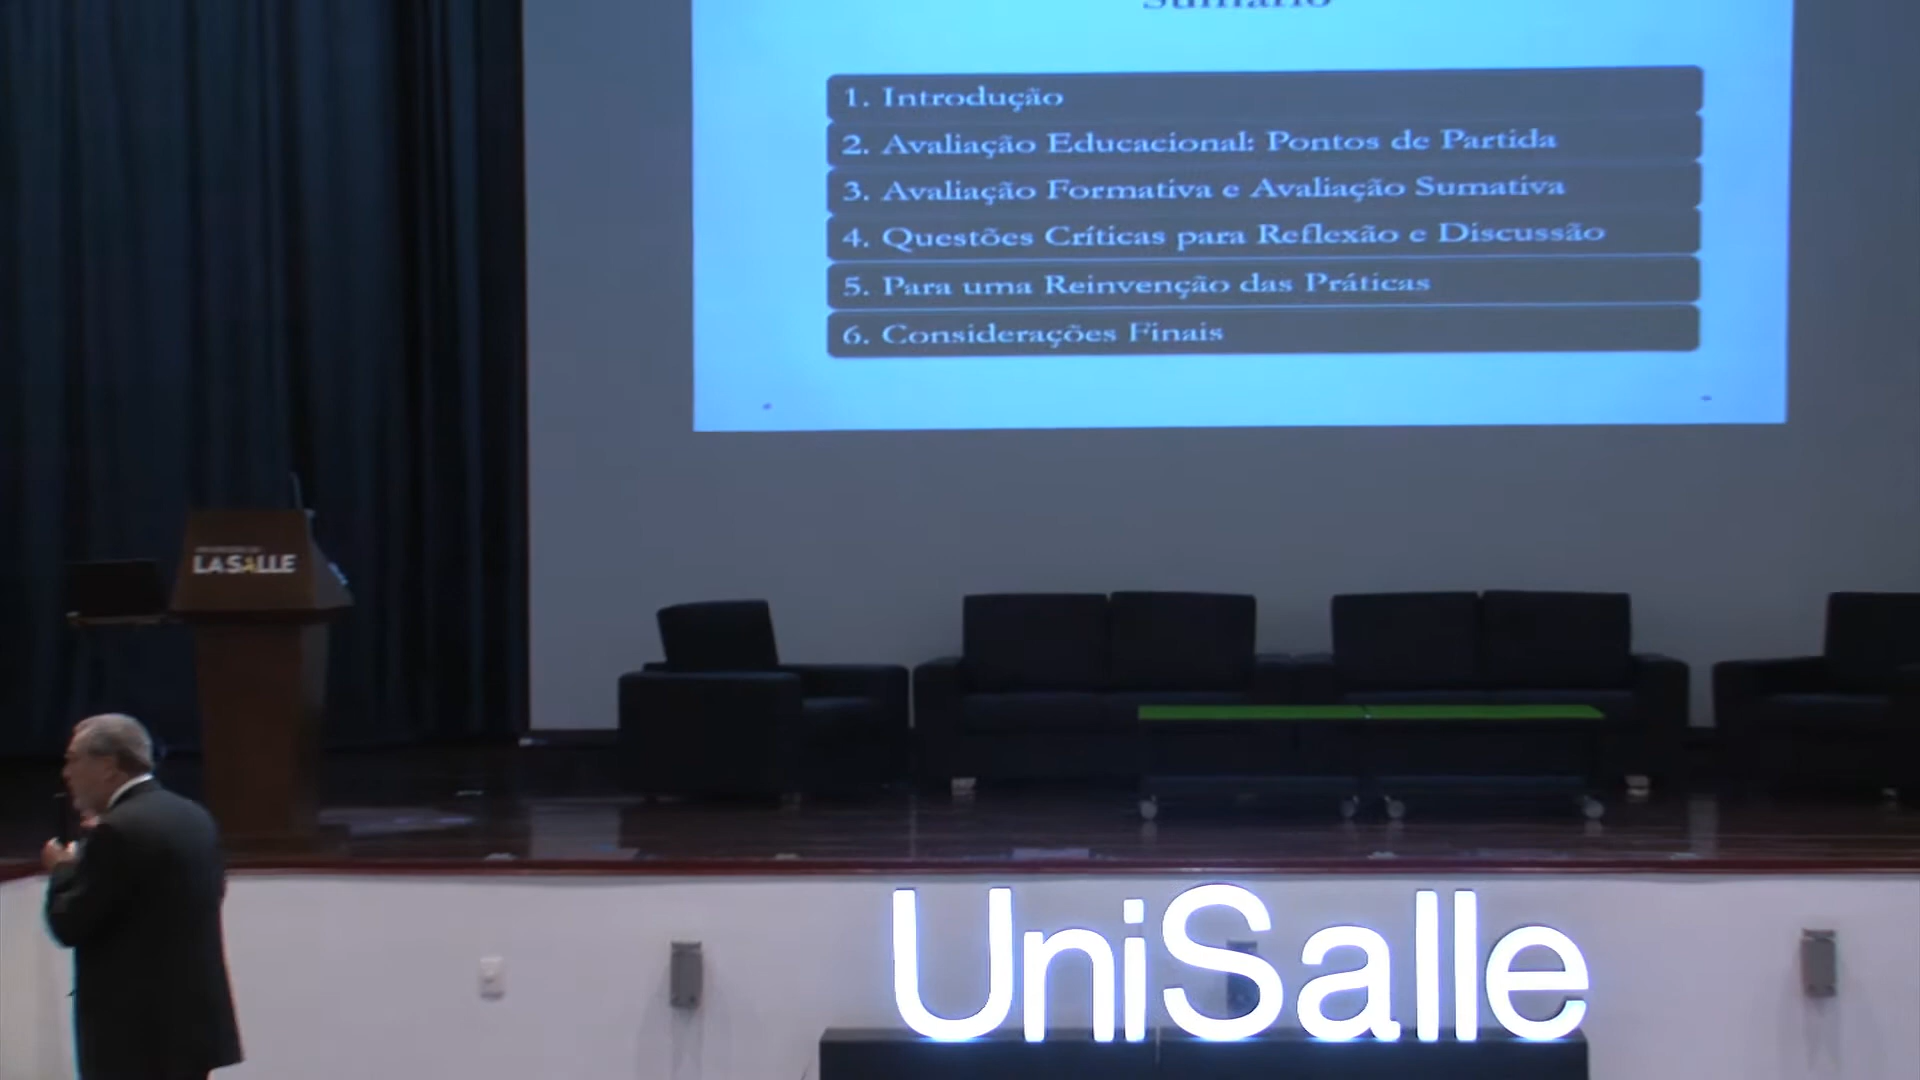 Sumário
1. Introdução
2. Avaliação Educacional: Pontos de Partida
3. Avaliação Formativa e Avaliação Sumativa
4. Questões Críticas para Reflexão e Discussão
5. Para uma Reinvenção das Práticas
6. Considerações Finais
LA SALLE
UniSalle